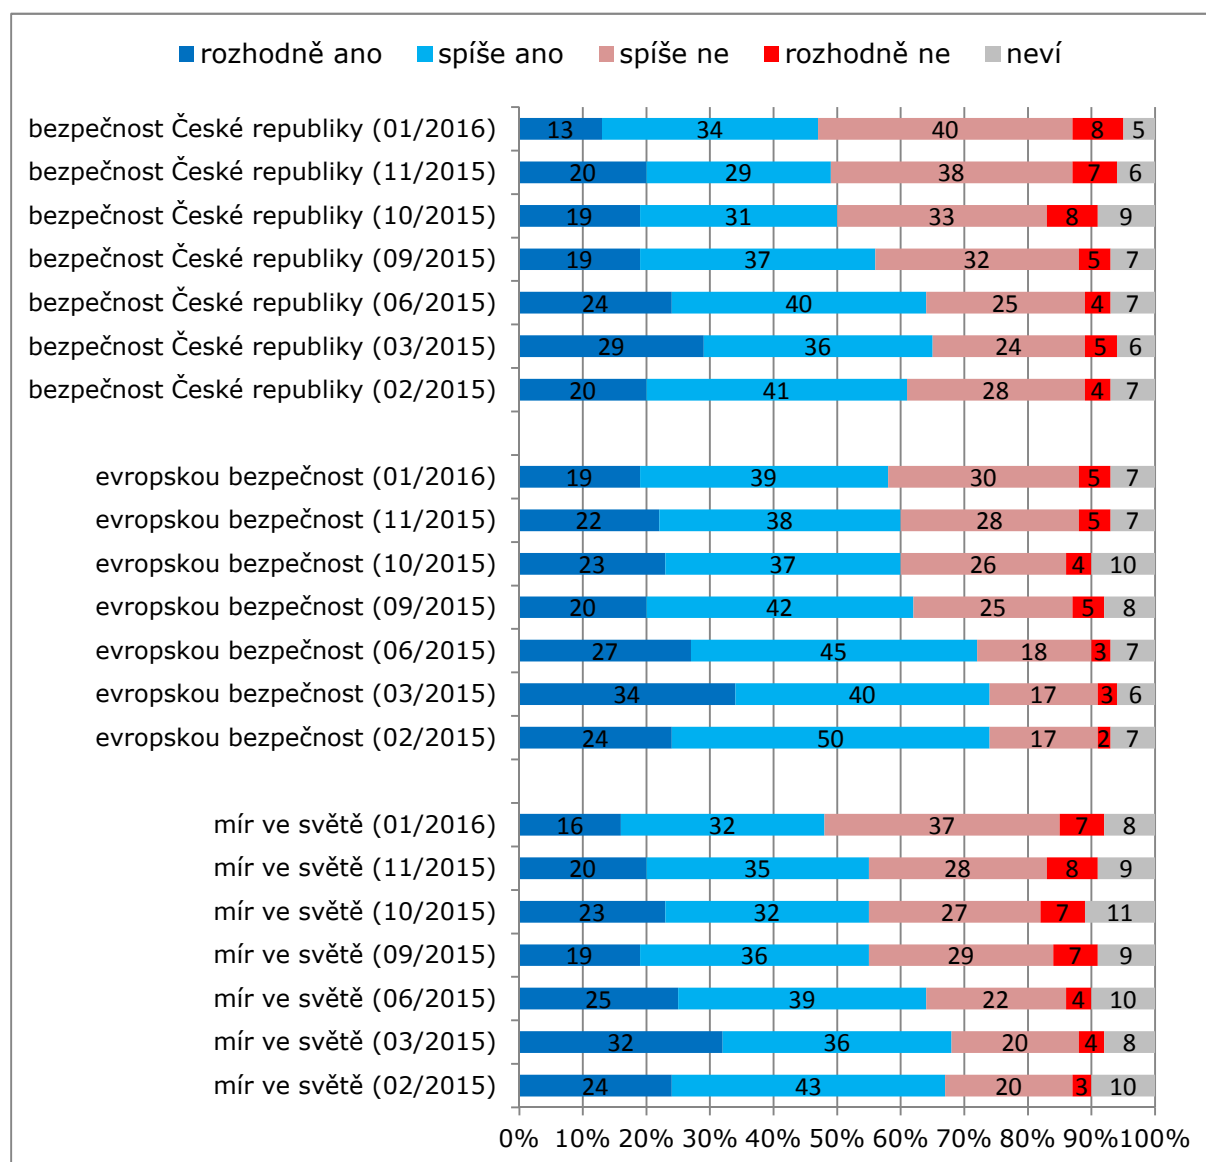 rozhodně ano spíše ano spíše ne rozhodně ne neví
bezpečnost České republiky (01/2016) 13 34 40 8 5
bezpečnost České republiky (11/2015) 20 29 38 7 6
bezpečnost České republiky (10/2015) 19 31 33 8 9
bezpečnost České republiky (09/2015) 19 37 32 5 7
bezpečnost České republiky (06/2015) 24 40 25 4 7
bezpečnost České republiky (03/2015) 29 36 24 5 6
bezpečnost České republiky (02/2015) 20 41 28 4 7
evropskou bezpečnost (01/2016) 19 39 30 5 7
evropskou bezpečnost (11/2015) 22 38 28 5 7
evropskou bezpečnost (10/2015) 23 37 26 4 10
evropskou bezpečnost (09/2015) 20 42 25 5 8
evropskou bezpečnost (06/2015) 27 45 18 3 7
evropskou bezpečnost (03/2015) 34 40 17 3 6
evropskou bezpečnost (02/2015) 24 50 17 2 7
mír ve světě (01/2016) 16 32 37 7 8
mír ve světě (11/2015) 20 35 28 8 9
mír ve světě (10/2015) 23 32 27 7 11
mír ve světě (09/2015) 19 36 29 7 9
mír ve světě (06/2015) 25 39 22 4 10
mír ve světě (03/2015) 32 36 20 4 8
mír ve světě (02/2015) 24 43 20 3 10
0% 10% 20% 30% 40% 50% 60% 70% 80% 90% 100%